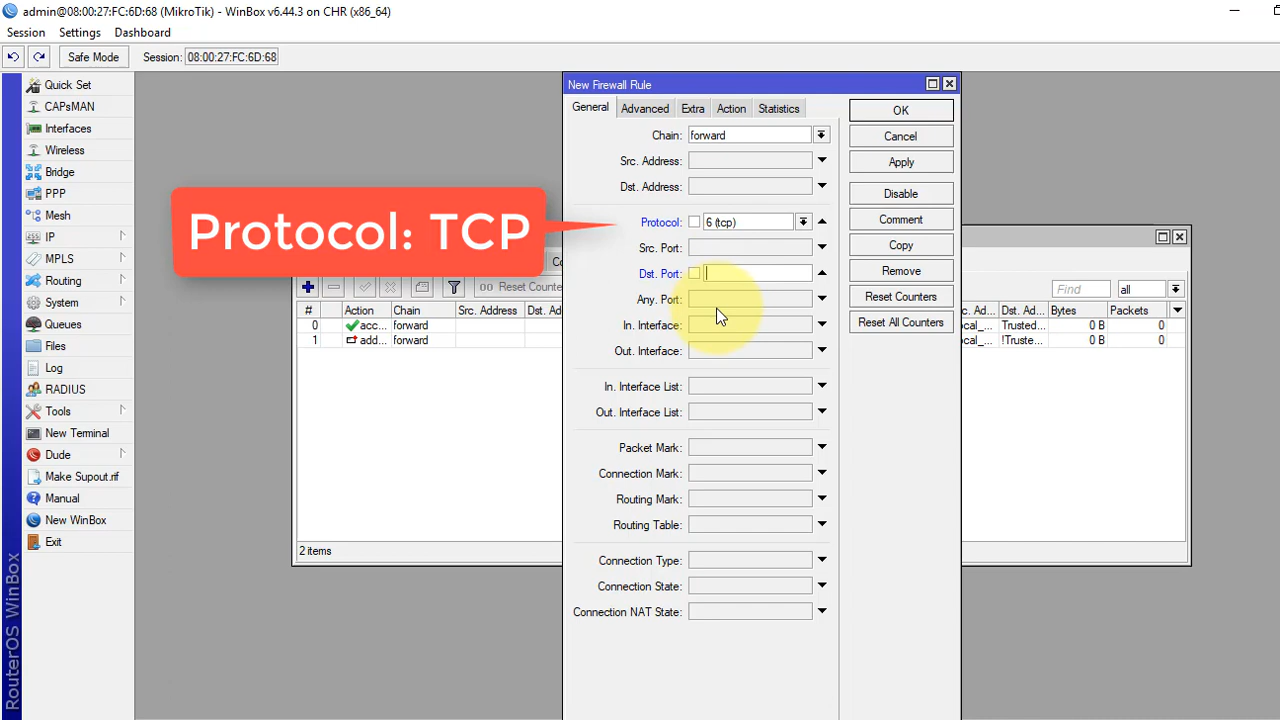 admin@08:00:27:FC:6D:68 (MikroTik) - WinBox v6.44.3 on CHR (x86_64)
Session Settings Dashboard
Safe Mode Session: 08:00:27:FC:6D:68
Quick Set
CAPsMAN
Interfaces
Wireless
Bridge
PPP
Mesh
IP
MPLS
Routing
System
Queues
Files
Log
RADIUS
Tools
New Terminal
Dude
Make Supout.rif
Manual
New WinBox
Exit
RouterOS WinBox
Protocol: TCP
Reset Counte
Find all
# Action Chain Src. Address Dst. Ad
c. Ad... Dst. Ad... Bytes Packets
0 acc... forward
ocal_... Trusted... 0 B 0
1 add... forward
ocal_... !Truste... 0 B 0
2 items
New Firewall Rule
General Advanced Extra Action Statistics
Chain: forward
Src. Address:
Dst. Address:
Protocol: 6 (tcp)
Src. Port:
Dst. Port:
Any. Port:
In. Interface:
Out. Interface:
In. Interface List:
Out. Interface List:
Packet Mark:
Connection Mark:
Routing Mark:
Routing Table:
Connection Type:
Connection State:
Connection NAT State:
OK
Cancel
Apply
Disable
Comment
Copy
Remove
Reset Counters
Reset All Counters